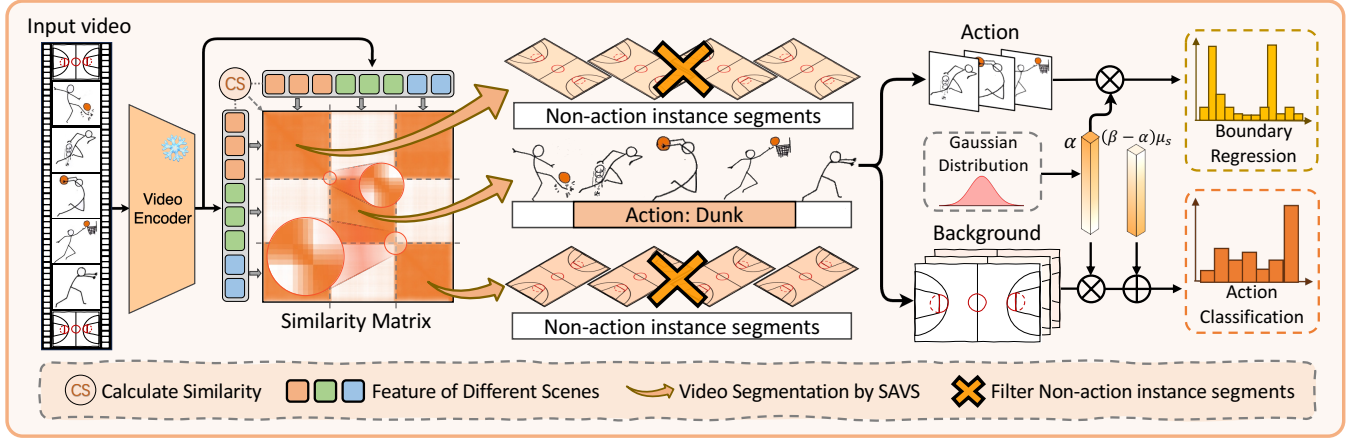 Input video
Video
Encoder
CS
Similarity Matrix
Non-action instance segments
Action: Dunk
Non-action instance segments
Action
Gaussian
Distribution
α
(β − α)μₛ
Background
Boundary
Regression
Action
Classification
CS Calculate Similarity
Feature of Different Scenes
Video Segmentation by SAVS
Filter Non-action instance segments